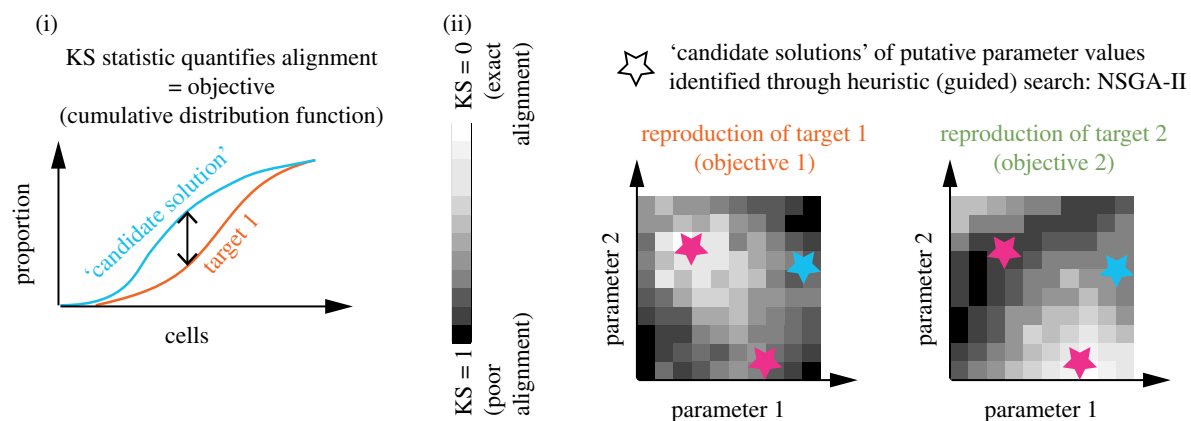 (i)
KS statistic quantifies alignment
= objective
(cumulative distribution function)
proportion
‘candidate solution’
target 1
cells
(ii)
KS = 0
(exact
alignment)
KS = 1
(poor
alignment)
‘candidate solutions’ of putative parameter values
identified through heuristic (guided) search: NSGA-II
reproduction of target 1
(objective 1)
parameter 2
parameter 1
reproduction of target 2
(objective 2)
parameter 2
parameter 1